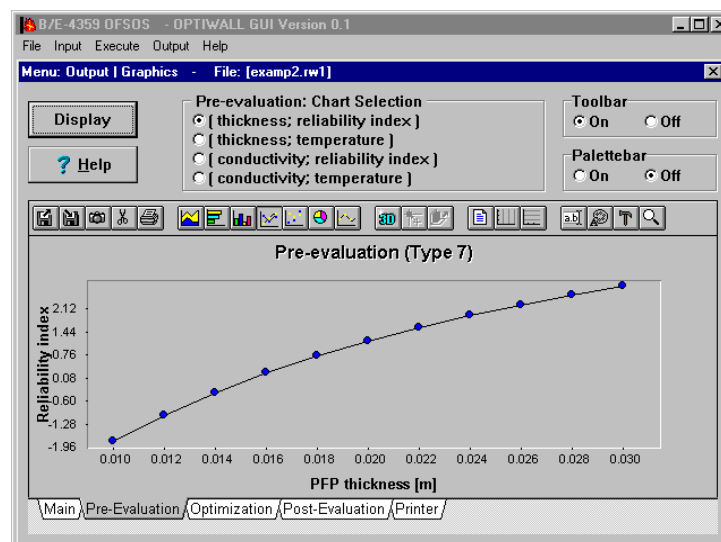 B/E-4359 OFSOS - OPTIWALL GUI Version 0.1
File Input Execute Output Help
Menu: Output | Graphics - File: [examp2.rw1]
Display
? Help
Pre-evaluation: Chart Selection
( thickness; reliability index )
( thickness; temperature )
( conductivity; reliability index )
( conductivity; temperature )
Toolbar
On Off
Palettebar
On Off
3D
a.b
Pre-evaluation (Type 7)
Reliability index
2.12
1.44
0.76
0.08
-0.60
-1.28
-1.96
0.010 0.012 0.014 0.016 0.018 0.020 0.022 0.024 0.026 0.028 0.030
PFP thickness [m]
Main Pre-Evaluation Optimization Post-Evaluation Printer